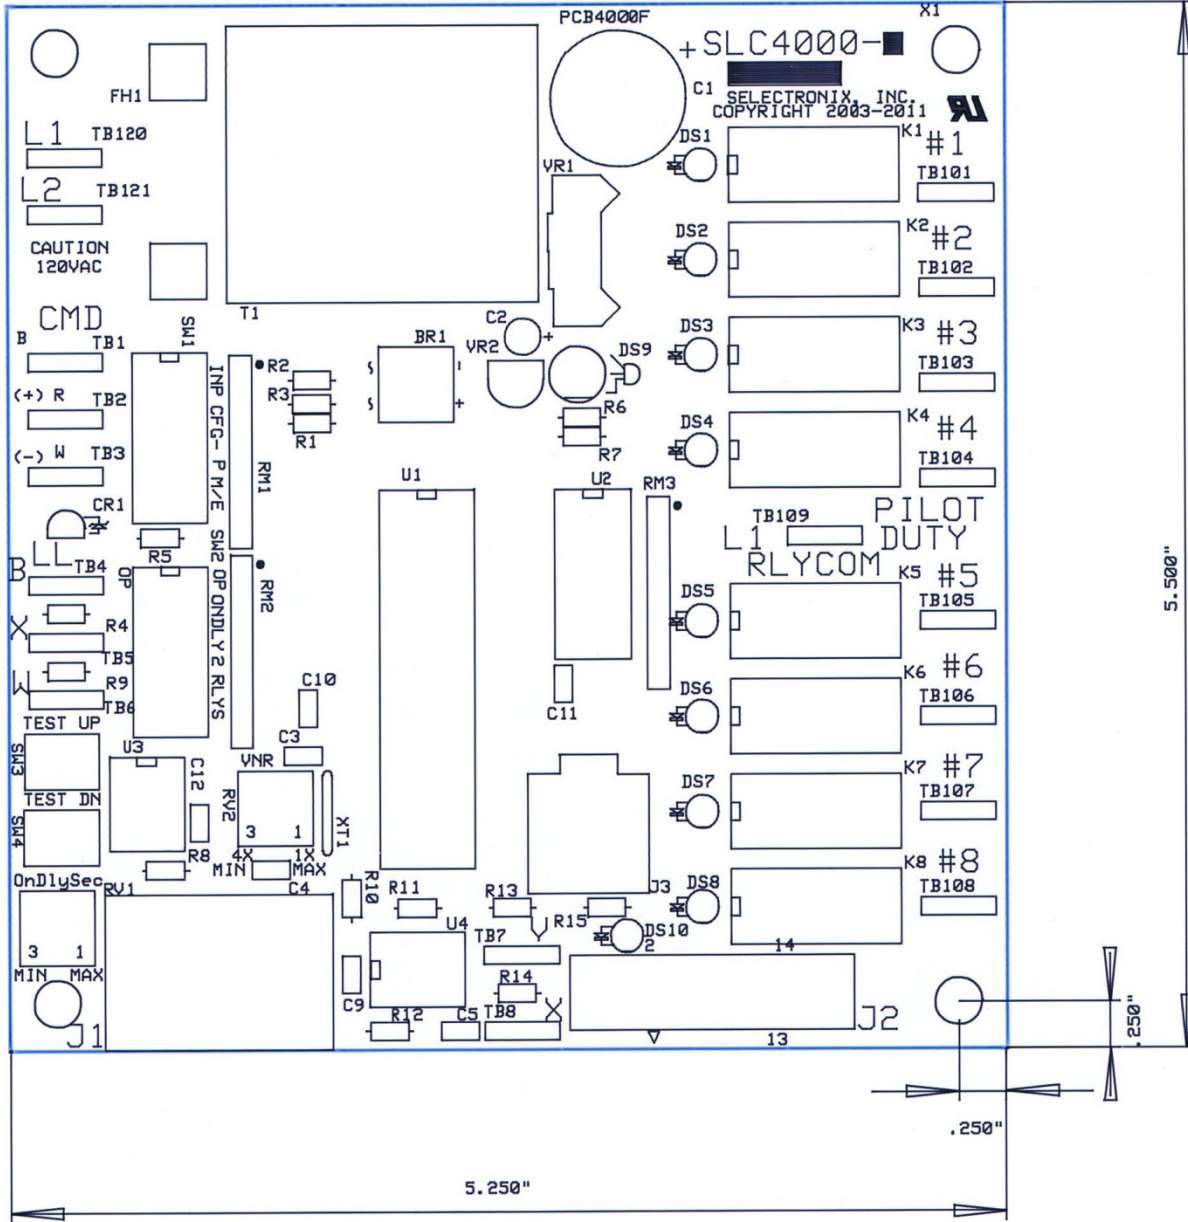 PCB4000F
X1
+ SLC4000-
C1
SELECTRONIX, INC.
COPYRIGHT 2003-2011
UR
FH1
L1 TB120
L2 TB121
CAUTION
120VAC
T1
VR1
DS1
K1 #1
TB101
DS2
K2 #2
TB102
DS3
K3 #3
TB103
DS4
K4 #4
TB104
CMD
B TB1
(+) R TB2
(-) W TB3
SW1
INP CFG- P M/E
RM1
R2
R3
R1
BR1
~ -
~ +
C2
+
VR2
DS9
R6
R7
CR1
LL
R5
U1
U2
RM3
PILOT
TB109
L1 DUTY
RLYCOM
B TB4
X R4
TB5
W R9
TB6
OP
SW2 OP ONDLY 2 RLYS
RM2
TEST UP
SW3
TEST DN
SW4
U3
C12
C10
C3
VNR
RV2
3 1
4X 1X
MIN MAX
XT1
C11
R8
C4
DS5
K5 #5
TB105
DS6
K6 #6
TB106
DS7
K7 #7
TB107
DS8
K8 #8
TB108
OnDlySec
RV1
3 1
MIN MAX
J1
R10
R11
U4
C9
R12
C5
R13
Y
TB7
R14
TB8 X
J3
R15
DS10
2
14
13
J2
5.500"
.250"
.250"
5.250"